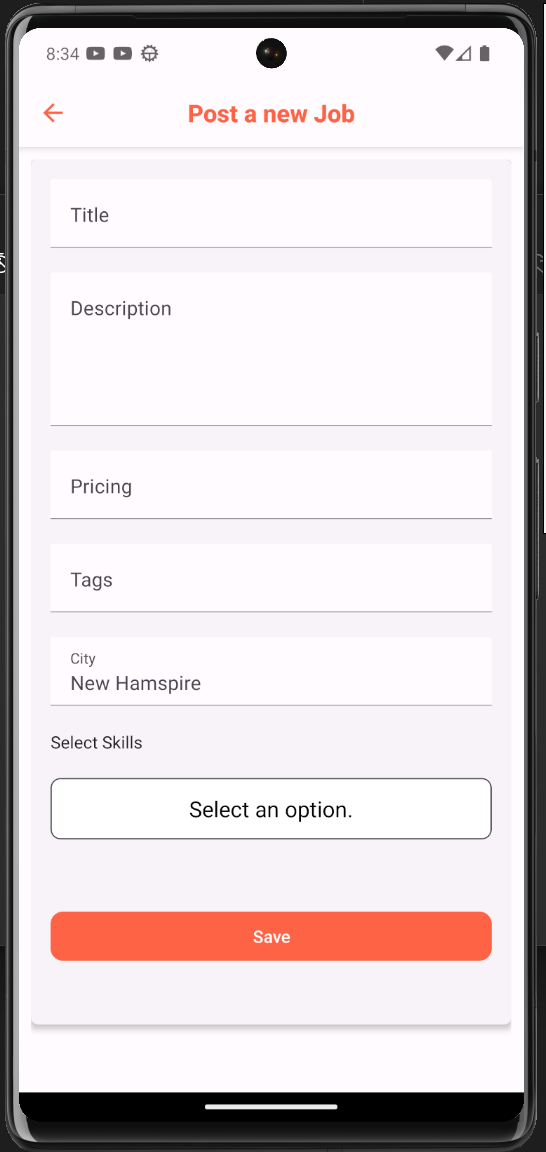 8:34
Post a new Job
Title
Description
Pricing
Tags
City
New Hamspire
Select Skills
Select an option.
Save